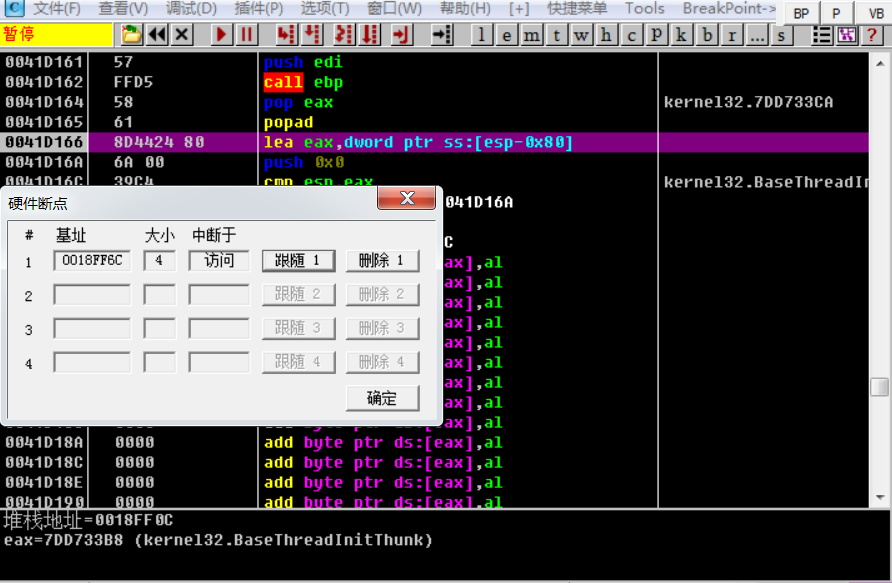 文件(F) 查看(V) 调试(D) 插件(P) 选项(T) 窗口(W) 帮助(H) [+] 快捷菜单 Tools BreakPoint-> BP P VB
暂停 l e m t w h c p k b r ... s ?
0041D161 57 push edi
0041D162 FFD5 call ebp
0041D164 58 pop eax kernel32.7DD733CA
0041D165 61 popad
0041D166 8D4424 80 lea eax,dword ptr ss:[esp-0x80]
0041D16A 6A 00 push 0x0
0041D16C 39C4 cmp esp,eax kernel32.BaseThreadIn
硬件断点
041D16A
# 基址 大小 中断于
C
1 0018FF6C 4 访问 跟随 1 删除 1
ax],al
ax],al
2 跟随 2 删除 2
ax],al
ax],al
3 跟随 3 删除 3
ax],al
ax],al
4 跟随 4 删除 4
ax],al
ax],al
确定
ax],al
0041D18A 0000 add byte ptr ds:[eax],al
0041D18C 0000 add byte ptr ds:[eax],al
0041D18E 0000 add byte ptr ds:[eax],al
0041D190 0000 add byte ptr ds:[eax],al
堆栈地址=0018FF0C
eax=7DD733B8 (kernel32.BaseThreadInitThunk)